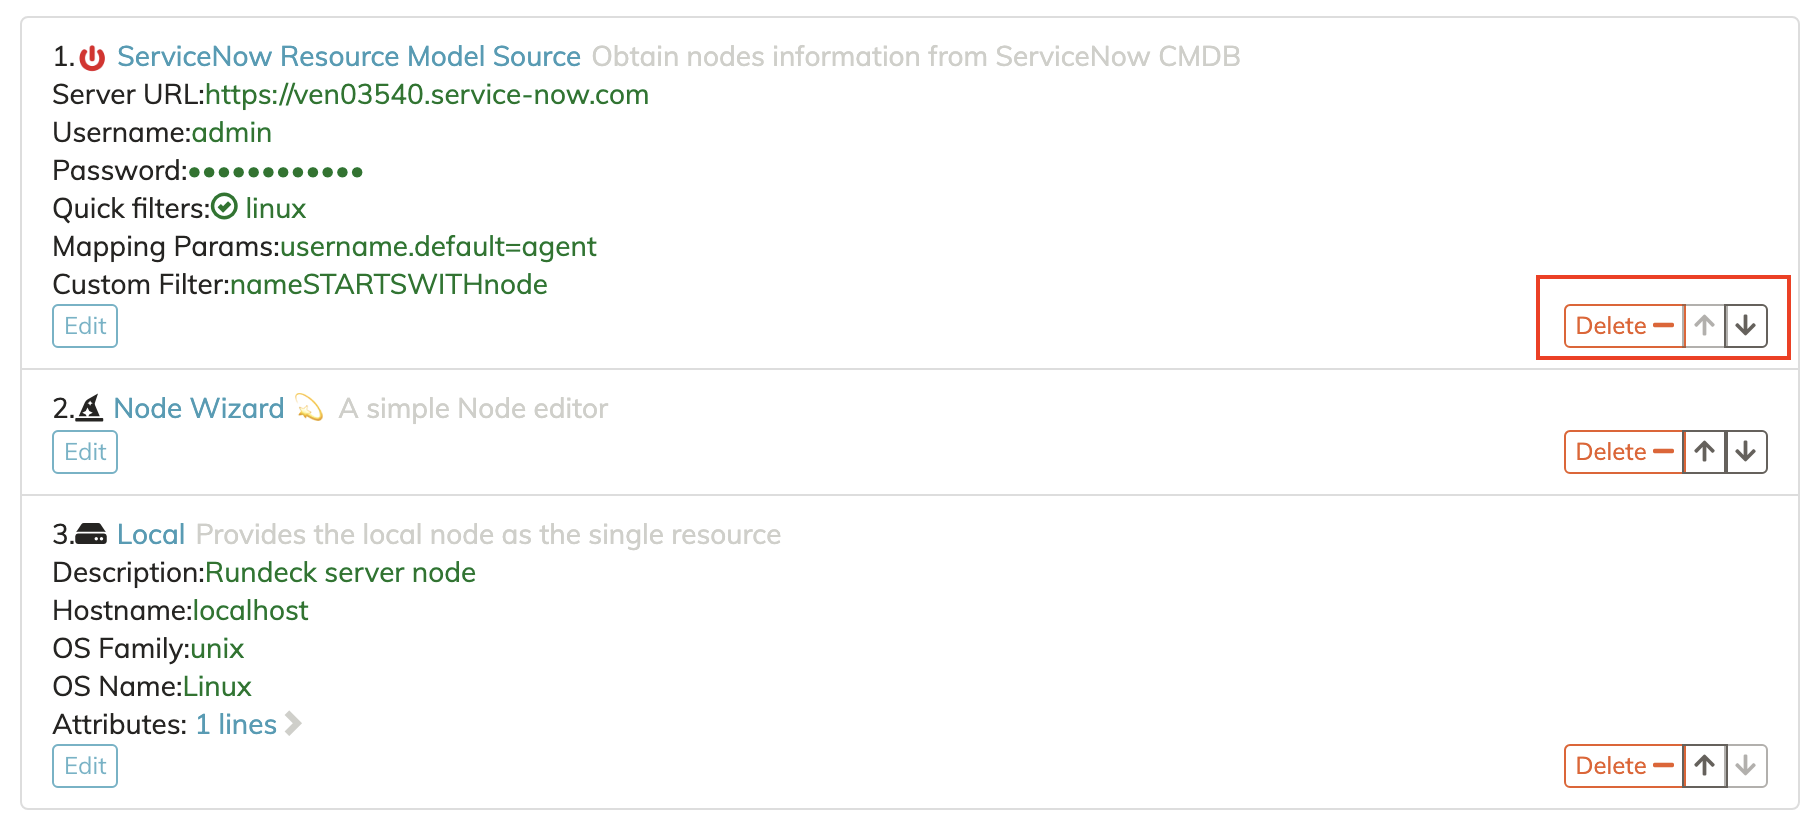 1. ServiceNow Resource Model Source Obtain nodes information from ServiceNow CMDB
Server URL:https://ven03540.service-now.com
Username:admin
Password:••••••••••••
Quick filters: linux
Mapping Params:username.default=agent
Custom Filter:nameSTARTSWITHnode
Edit Delete
2. Node Wizard 💫 A simple Node editor
Edit Delete
3. Local Provides the local node as the single resource
Description:Rundeck server node
Hostname:localhost
OS Family:unix
OS Name:Linux
Attributes: 1 lines
Edit Delete